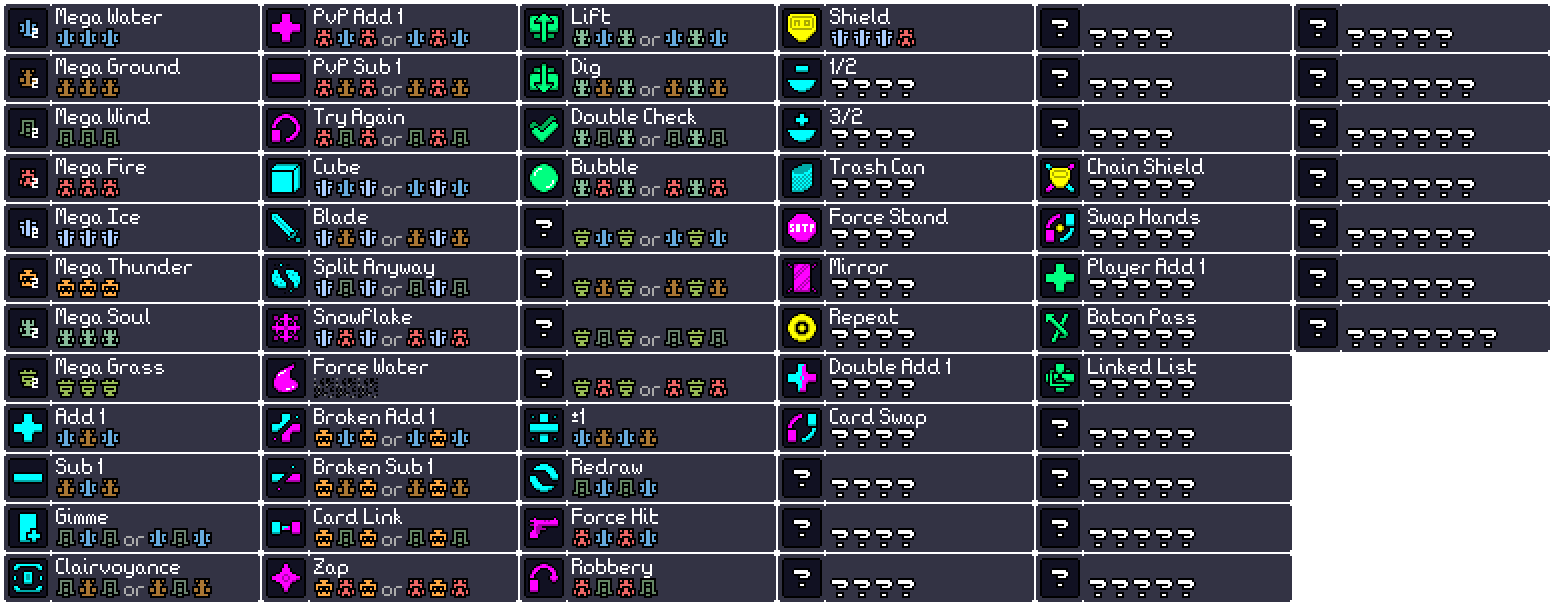 Mega Water
Mega Ground
Mega Wind
Mega Fire
Mega Ice
Mega Thunder
Mega Soul
Mega Grass
Add 1
Sub 1
Gimme
or
Clairvoyance
or
PvP Add 1
or
PvP Sub 1
or
Try Again
or
Cube
or
Blade
or
Split Anyway
or
SnowFlake
or
Force Water
Broken Add 1
or
Broken Sub 1
or
Card Link
or
Zap
or
Lift
or
Dig
or
Double Check
or
Bubble
or
?
or
?
or
?
or
?
or
±1
Redraw
Force Hit
Robbery
Shield
1/2
????
3/2
????
Trash Can
????
Force Stand
????
Mirror
????
Repeat
????
Double Add 1
????
Card Swap
????
?
????
?
????
?
????
?
????
?
????
?
????
Chain Shield
?????
Swap Hands
?????
Player Add 1
?????
Baton Pass
?????
Linked List
?????
?
?????
?
?????
?
?????
?
?????
?
?????
?
??????
?
??????
?
??????
?
??????
?
??????
?
???????